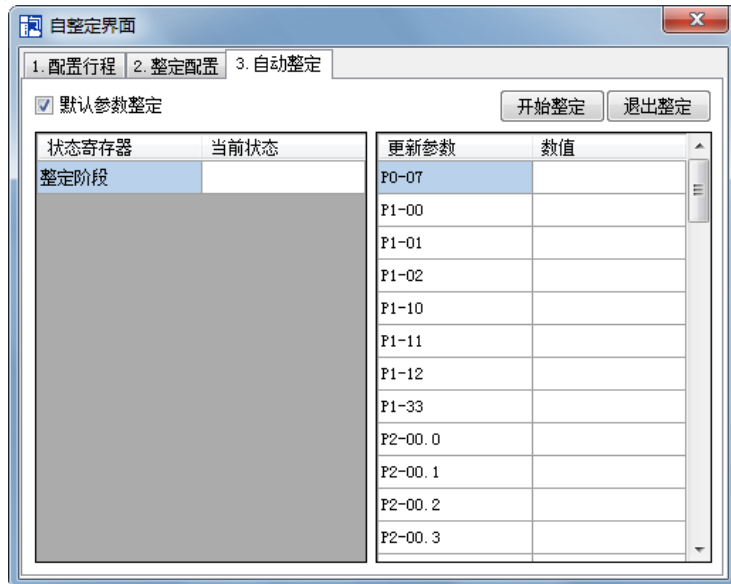 自整定界面
1.配置行程 2.整定配置 3.自动整定
默认参数整定 开始整定 退出整定
状态寄存器 当前状态 更新参数 数值
整定阶段 P0-07
P1-00
P1-01
P1-02
P1-10
P1-11
P1-12
P1-33
P2-00.0
P2-00.1
P2-00.2
P2-00.3